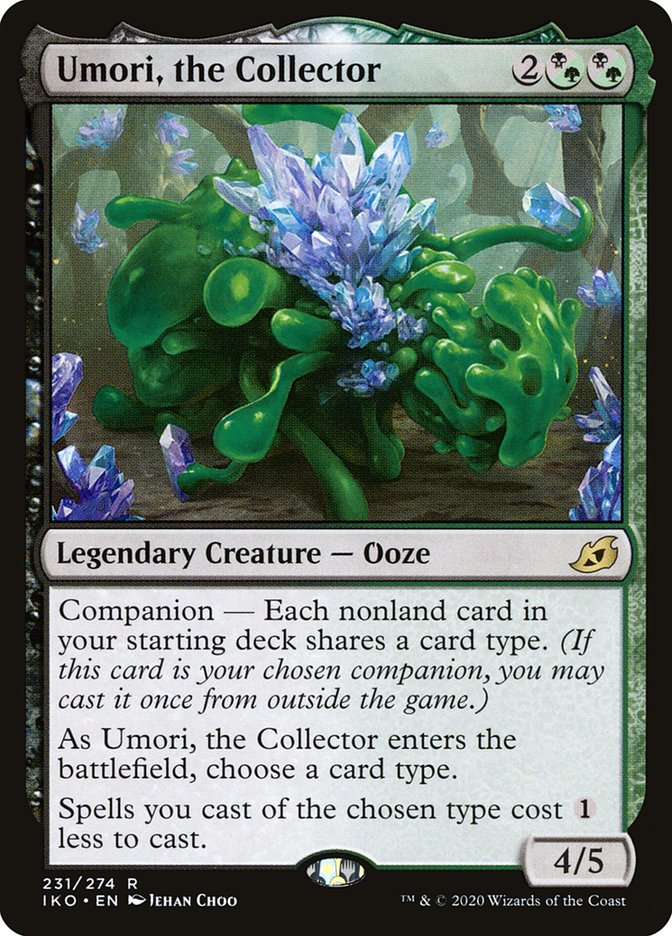 Umori, the Collector 2
Legendary Creature — Ooze
Companion — Each nonland card in
your starting deck shares a card type. (If
this card is your chosen companion, you may
cast it once from outside the game.)
As Umori, the Collector enters the
battlefield, choose a card type.
Spells you cast of the chosen type cost 1
less to cast.
4/5
231/274 R
IKO • EN Jehan Choo
™ & © 2020 Wizards of the Coast